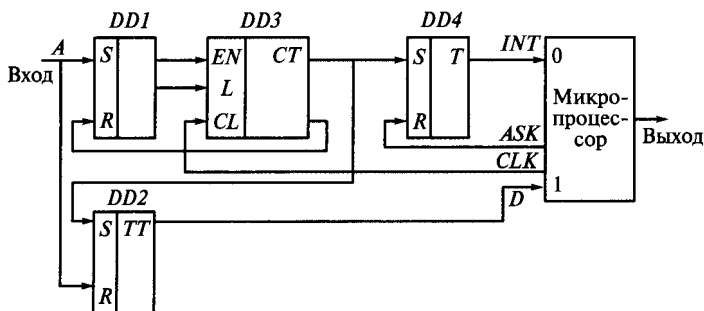 DD1
DD3
DD4
A
Вход
S
R
EN
L
CL
CT
S
T
R
INT
ASK
CLK
D
0
Микро-
процес-
сор
1
Выход
DD2
S
TT
R